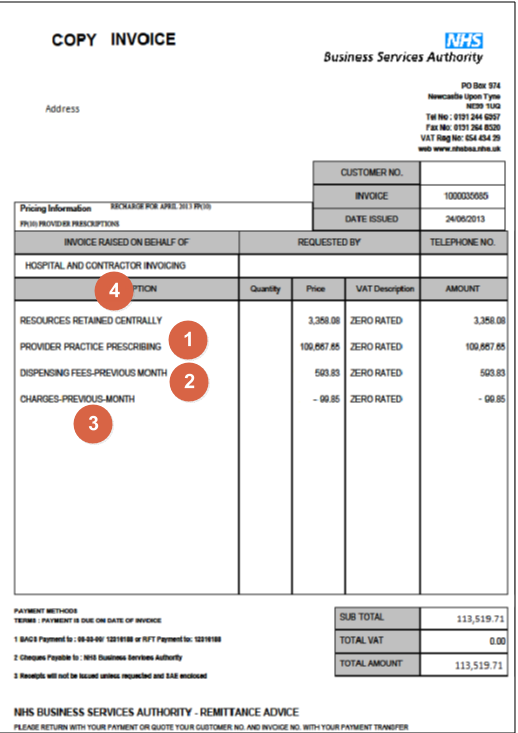 COPY INVOICE
NHS
Business Services Authority
PO Box 974
Newcastle Upon Tyne
NE99 1UQ
Tel No : 0191 244 6957
Fax No: 0191 264 8520
VAT Reg No: 654 434 29
web www.nhsbsa.nhs.uk
Address
CUSTOMER NO.
INVOICE 1000035685
DATE ISSUED 24/06/2013
Pricing Information RECHARGE FOR APRIL 2013 FP(10)
FP(10) PROVIDER PRESCRIPTIONS
INVOICE RAISED ON BEHALF OF REQUESTED BY TELEPHONE NO.
HOSPITAL AND CONTRACTOR INVOICING
4 PTION Quantity Price VAT Description AMOUNT
RESOURCES RETAINED CENTRALLY 3,358.08 ZERO RATED 3,358.08
PROVIDER PRACTICE PRESCRIBING 1 109,667.65 ZERO RATED 109,667.65
DISPENSING FEES-PREVIOUS MONTH 2 593.83 ZERO RATED 593.83
CHARGES-PREVIOUS-MONTH - 99.85 ZERO RATED - 99.85
3
PAYMENT METHODS
TERMS : PAYMENT IS DUE ON DATE OF INVOICE
1 BACS Payment to : or RFT Payment to:
2 Cheques Payable to : NHS Business Services Authority
3 Receipts will not be issued unless requested and SAE enclosed
SUB TOTAL 113,519.71
TOTAL VAT 0.00
TOTAL AMOUNT 113,519.71
NHS BUSINESS SERVICES AUTHORITY - REMITTANCE ADVICE
PLEASE RETURN WITH YOUR PAYMENT OR QUOTE YOUR CUSTOMER NO. AND INVOICE NO. WITH YOUR PAYMENT TRANSFER